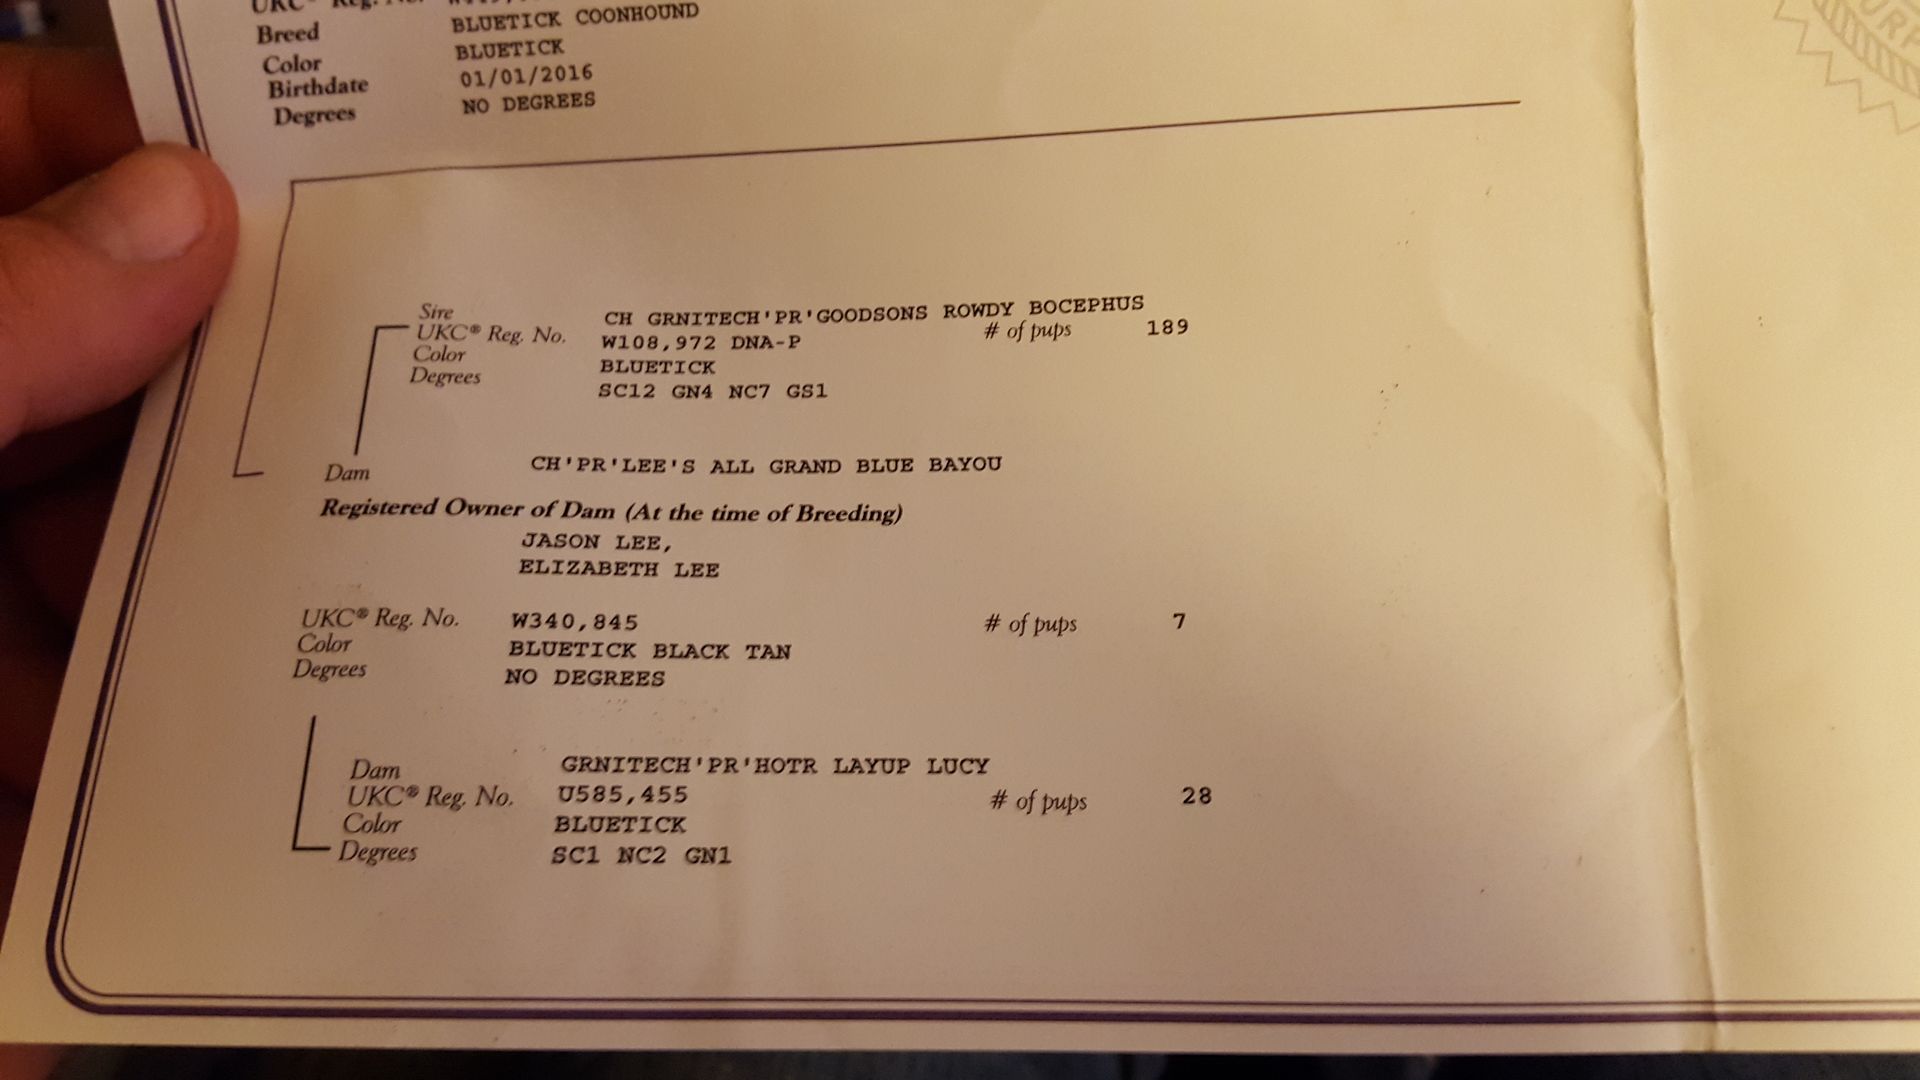 UKC® Reg. No.
Breed BLUETICK COONHOUND
Color BLUETICK
Birthdate 01/01/2016
Degrees NO DEGREES
Sire CH GRNITECH'PR'GOODSONS ROWDY BOCEPHUS
UKC® Reg. No. W108,972 DNA-P # of pups 189
Color BLUETICK
Degrees SC12 GN4 NC7 GS1
Dam CH'PR'LEE'S ALL GRAND BLUE BAYOU
Registered Owner of Dam (At the time of Breeding)
JASON LEE,
ELIZABETH LEE
UKC® Reg. No. W340,845 # of pups 7
Color BLUETICK BLACK TAN
Degrees NO DEGREES
Dam GRNITECH'PR'HOTR LAYUP LUCY
UKC® Reg. No. U585,455 # of pups 28
Color BLUETICK
Degrees SC1 NC2 GN1